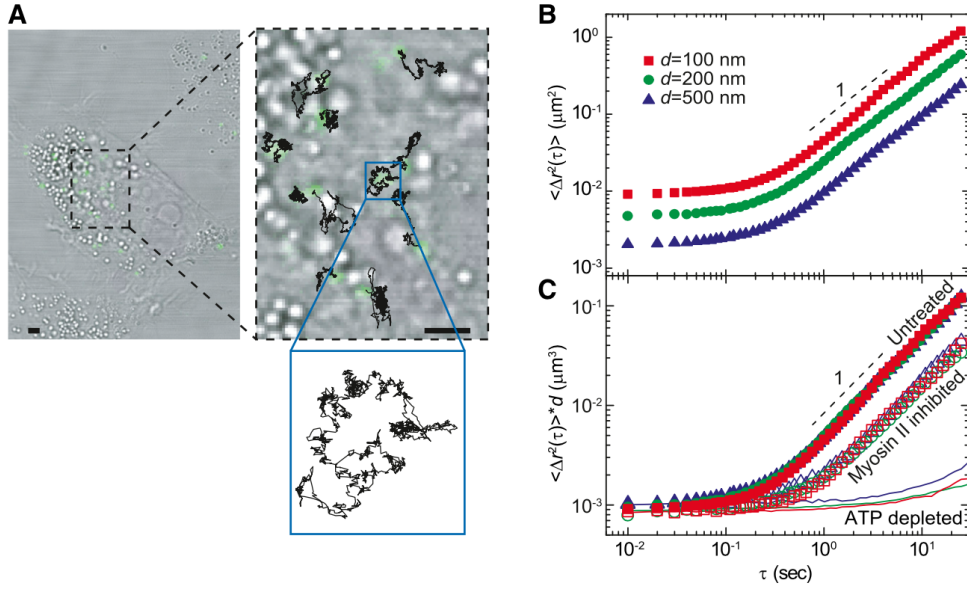 A
B
<Δr²(τ)> (μm²)
10⁰
10⁻¹
10⁻²
10⁻³
d=100 nm
d=200 nm
d=500 nm
1
C
<Δr²(τ)>*d (μm³)
10⁻¹
10⁻²
10⁻³
1
Untreated
Myosin II inhibited
ATP depleted
10⁻² 10⁻¹ 10⁰ 10¹
τ (sec)